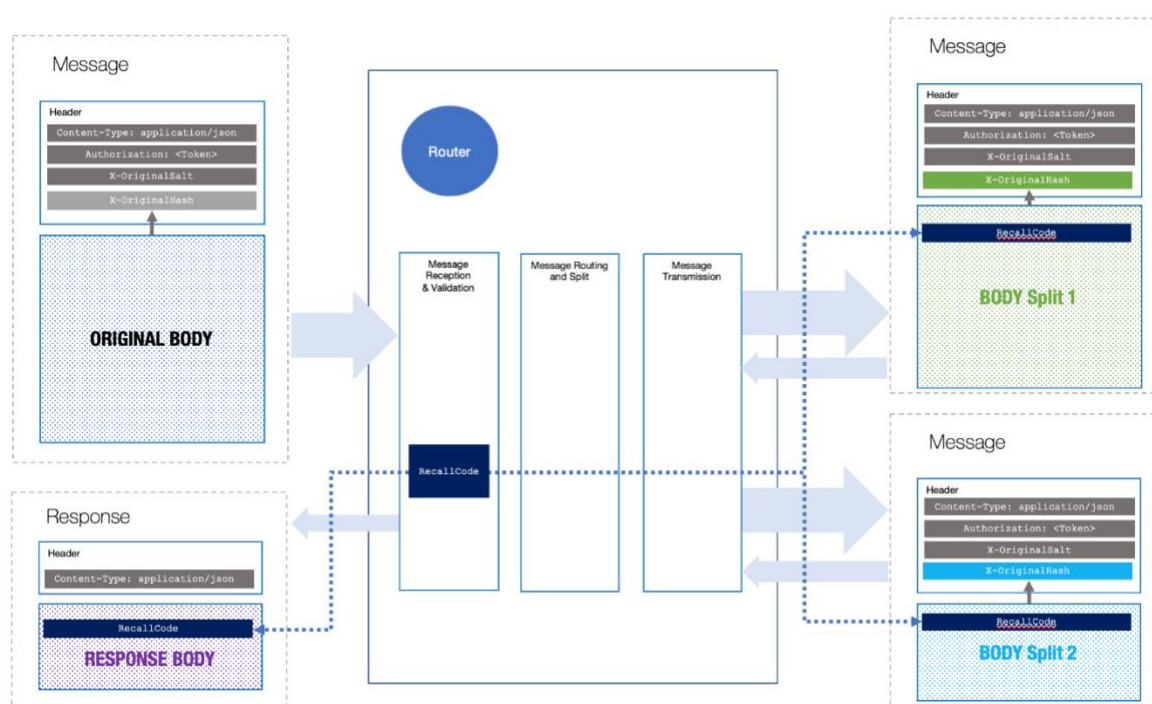 Message
Header
Content-Type: application/json
Authorization: <Token>
X-OriginalSalt
X-OriginalHash
ORIGINAL BODY
Response
Header
Content-Type: application/json
RecallCode
RESPONSE BODY
Router
Message
Reception
& Validation
RecallCode
Message Routing
and Split
Message
Transmission
Message
Header
Content-Type: application/json
Authorization: <Token>
X-OriginalSalt
X-OriginalHash
RecallCode
BODY Split 1
Message
Header
Content-Type: application/json
Authorization: <Token>
X-OriginalSalt
X-OriginalHash
RecallCode
BODY Split 2